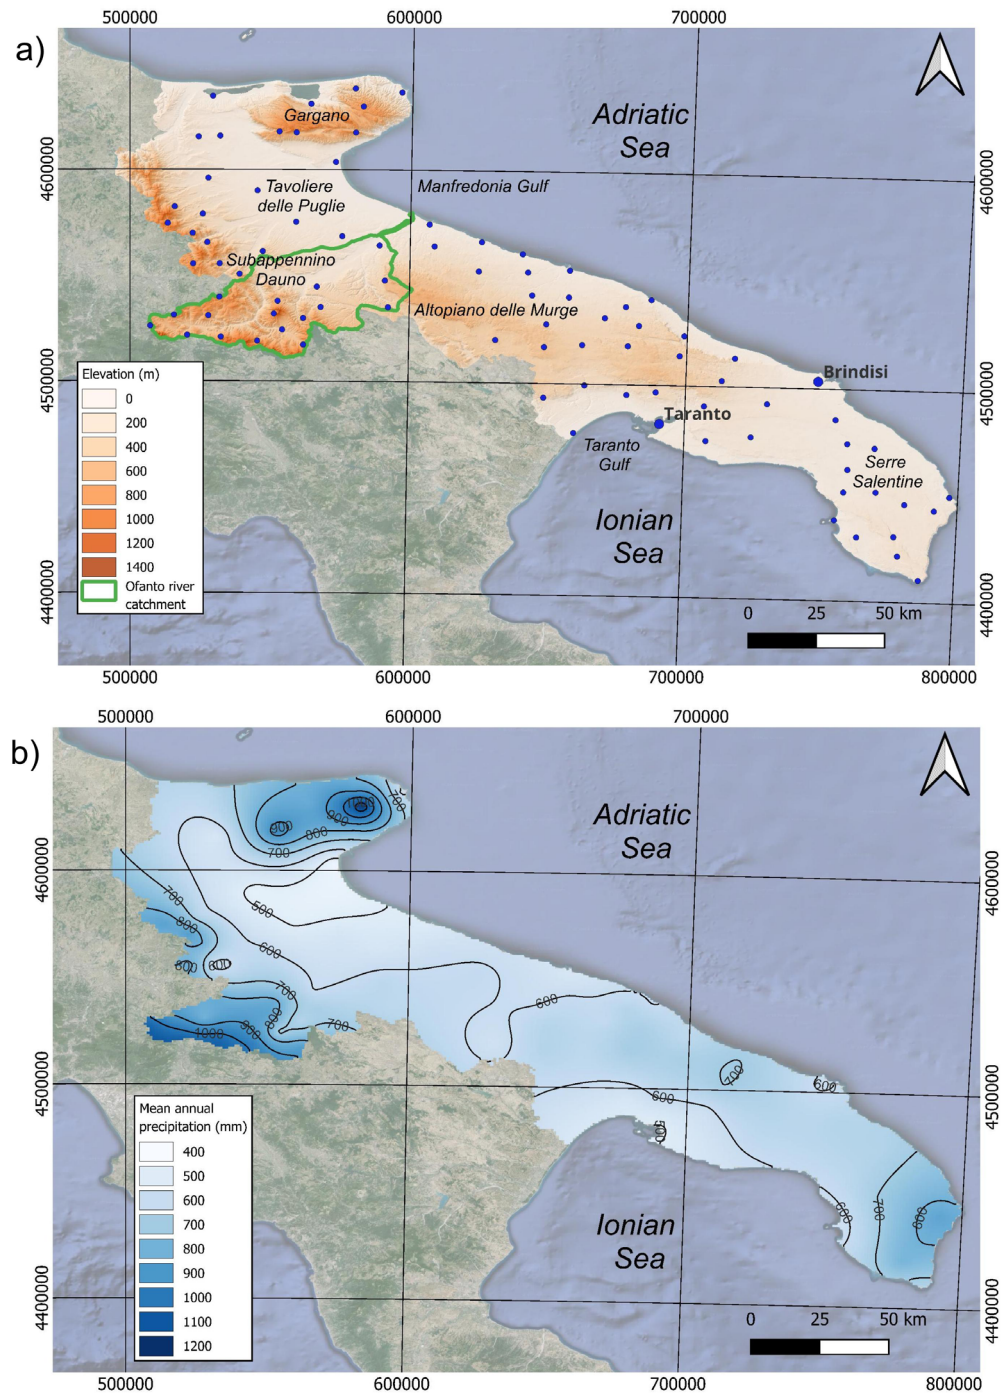 a)
500000
600000
700000
4600000
4600000
Adriatic
Sea
Gargano
Manfredonia Gulf
Tavoliere
delle Puglie
Subappennino
Dauno
Altopiano delle Murge
Brindisi
Taranto
Taranto
Gulf
Serre
Salentine
Ionian
Sea
4500000
4500000
4400000
4400000
Elevation (m)
0
200
400
600
800
1000
1200
1400
Ofanto river
catchment
0 25 50 km
500000
600000
700000
800000
b)
500000
600000
700000
4600000
4600000
Adriatic
Sea
1000
700
900
900
800
700
500
700
800
600
800
600
700
800
900
1000
700
600
700
600
600
500
600
700
800
Ionian
Sea
4500000
4500000
4400000
4400000
Mean annual
precipitation (mm)
400
500
600
700
800
900
1000
1100
1200
0 25 50 km
500000
600000
700000
800000